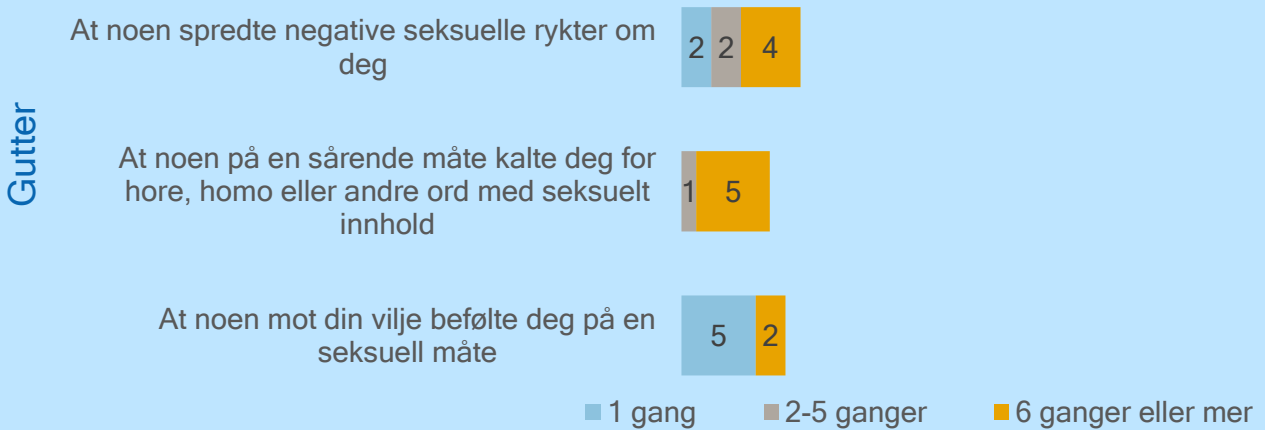 Gutter
At noen spredte negative seksuelle rykter om
deg
2 2 4
At noen på en sårende måte kalte deg for
hore, homo eller andre ord med seksuelt
innhold
1 5
At noen mot din vilje befølte deg på en
seksuell måte
5 2
1 gang 2-5 ganger 6 ganger eller mer